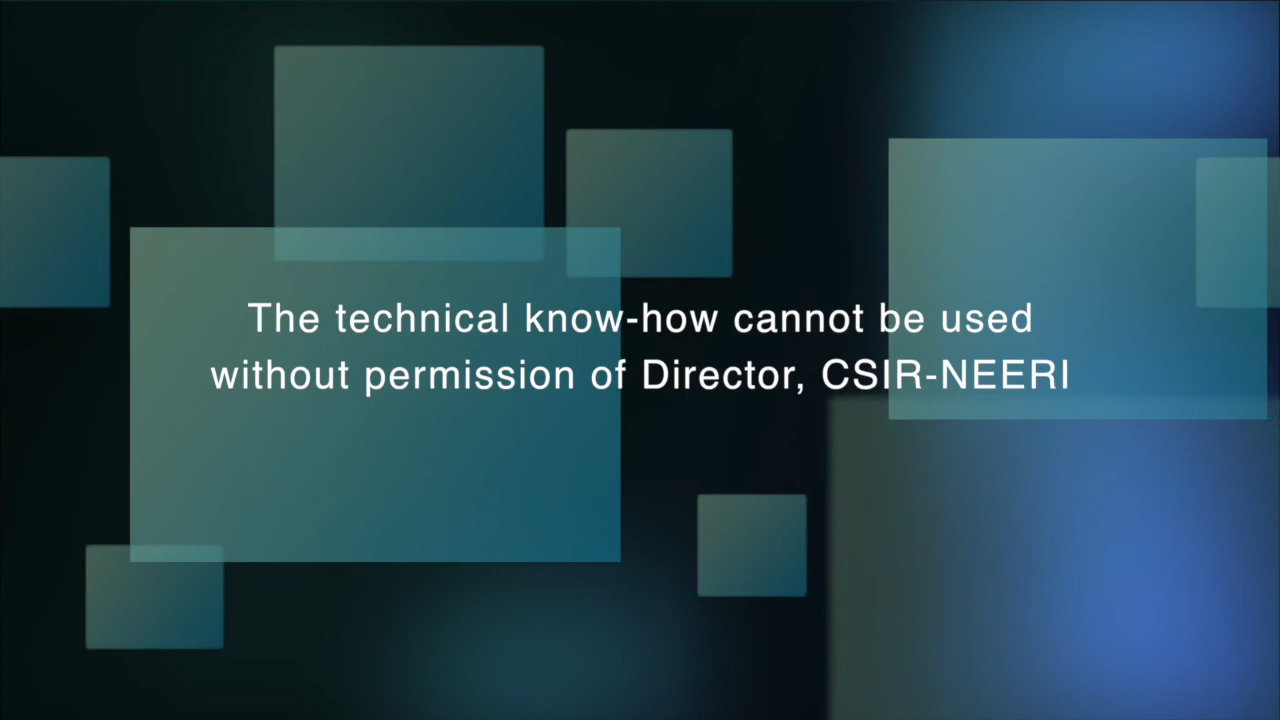 The technical know-how cannot be used
without permission of Director, CSIR-NEERI